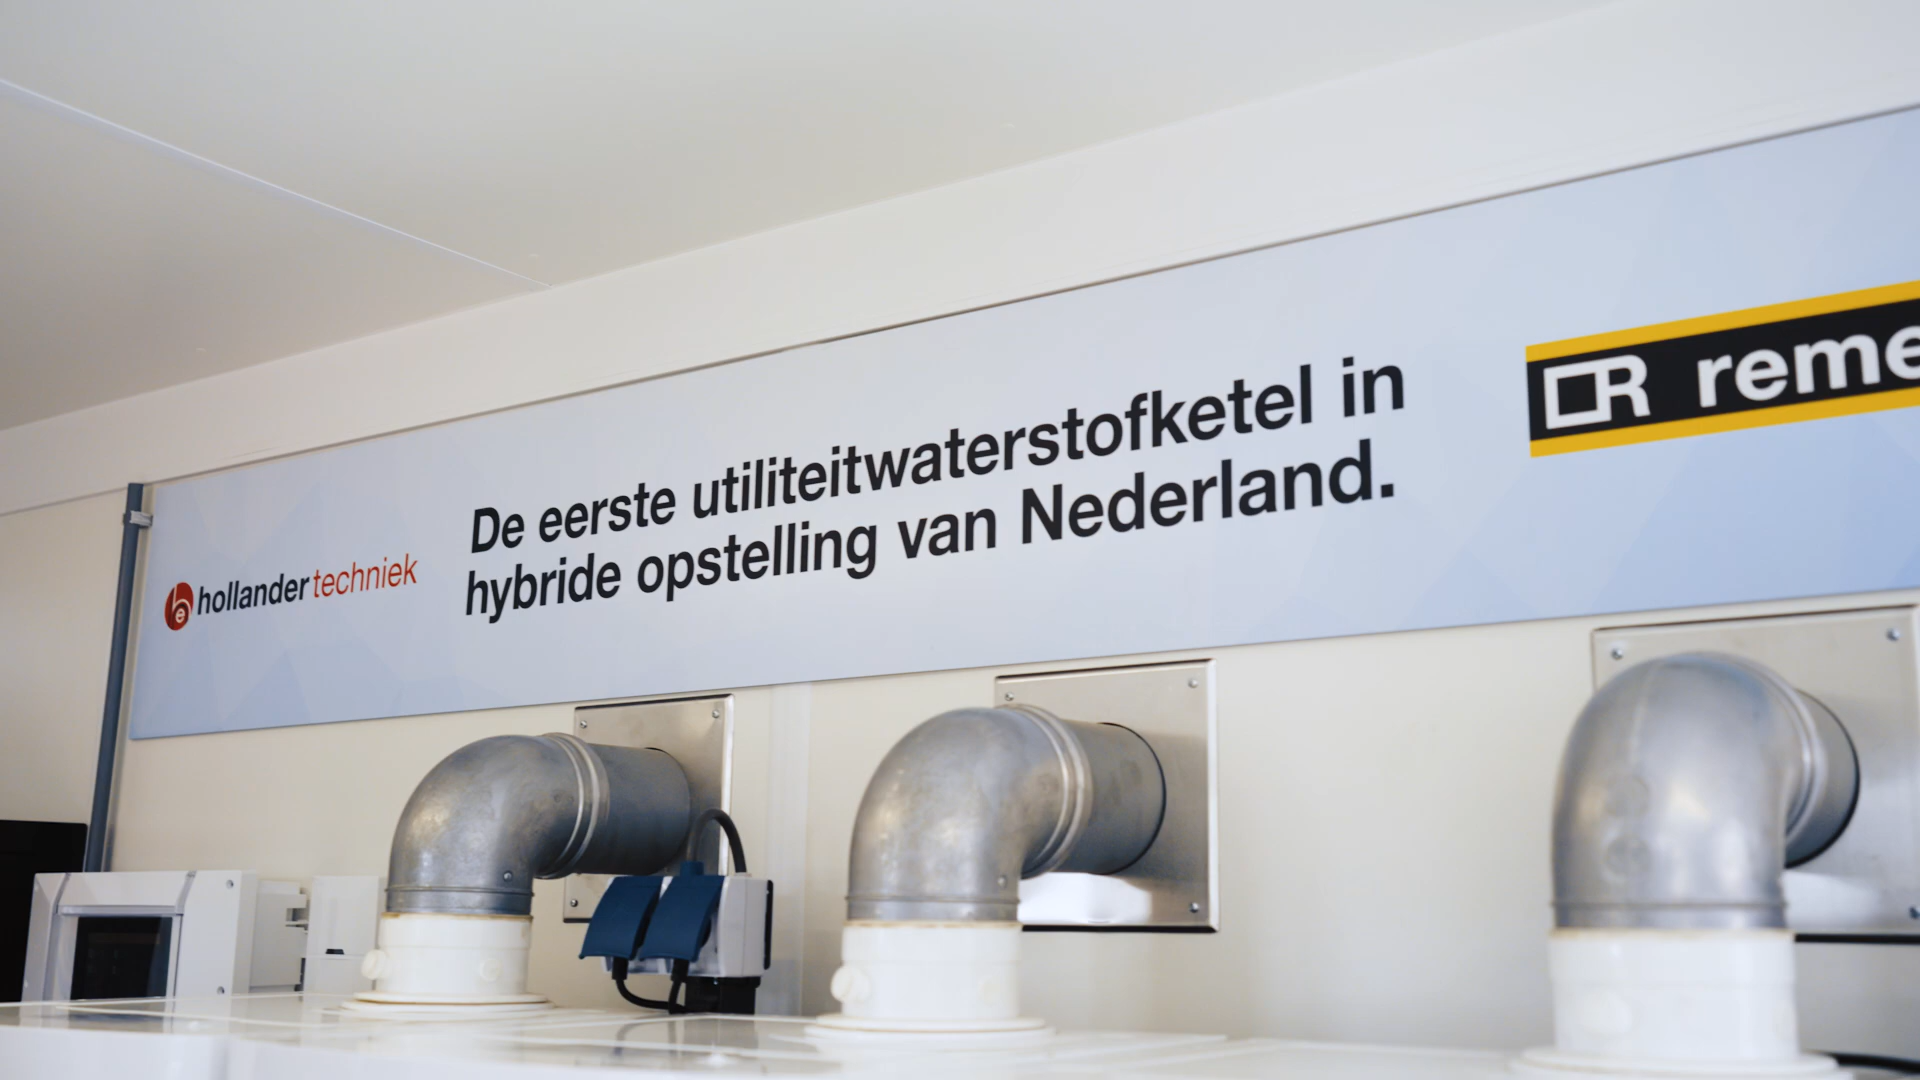 hollander techniek
De eerste utiliteitwaterstofketel in
hybride opstelling van Nederland.
R reme